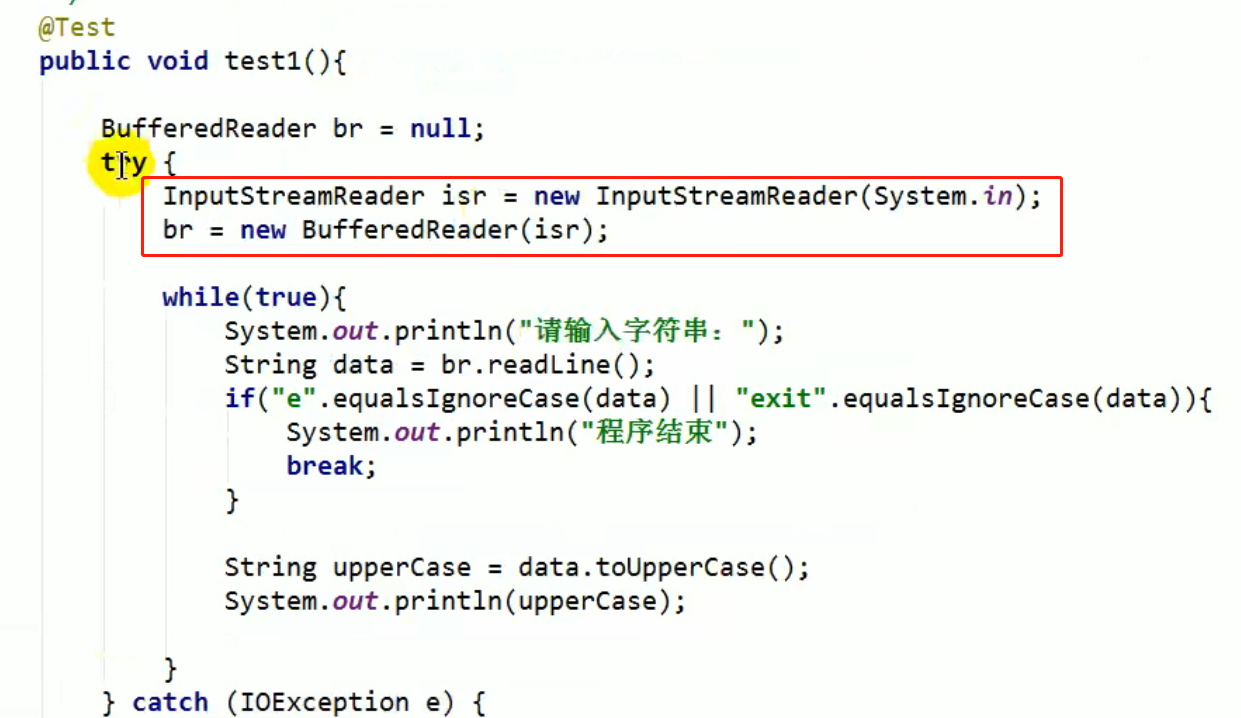 @Test
public void test1(){
BufferedReader br = null;
try {
InputStreamReader isr = new InputStreamReader(System.in);
br = new BufferedReader(isr);
while(true){
System.out.println("请输入字符串：");
String data = br.readLine();
if("e".equalsIgnoreCase(data) || "exit".equalsIgnoreCase(data)){
System.out.println("程序结束");
break;
}
String upperCase = data.toUpperCase();
System.out.println(upperCase);
}
} catch (IOException e) {